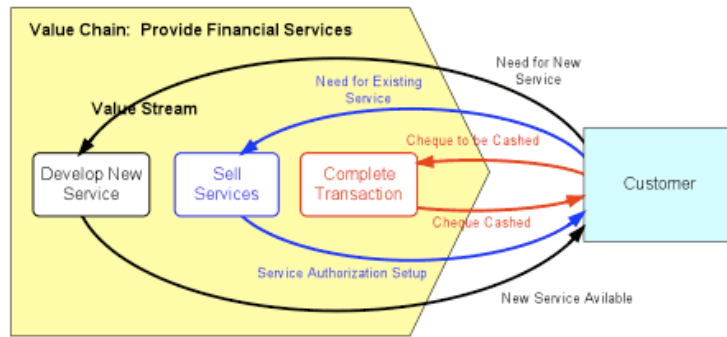 Value Chain:  Provide Financial Services
Need for New
Service
Need for Existing
Service
Value Stream
Cheque to be Cashed
Develop New
Service
Sell
Services
Complete
Transaction
Customer
Cheque Cashed
Service Authorization Setup
New Service Avilable